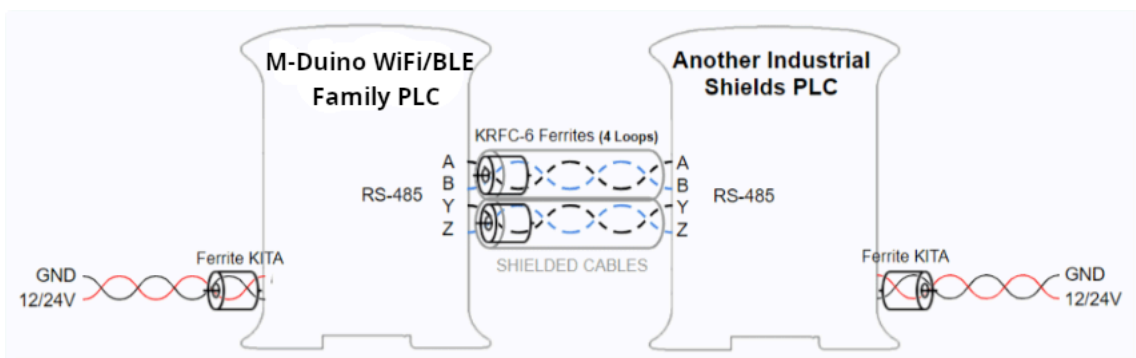 M-Duino WiFi/BLE
Family PLC
Another Industrial
Shields PLC
KRFC-6 Ferrites (4 Loops)
A
B
Y
Z
RS-485
A
B
Y
Z
RS-485
SHIELDED CABLES
Ferrite KITA
GND
12/24V
Ferrite KITA
GND
12/24V